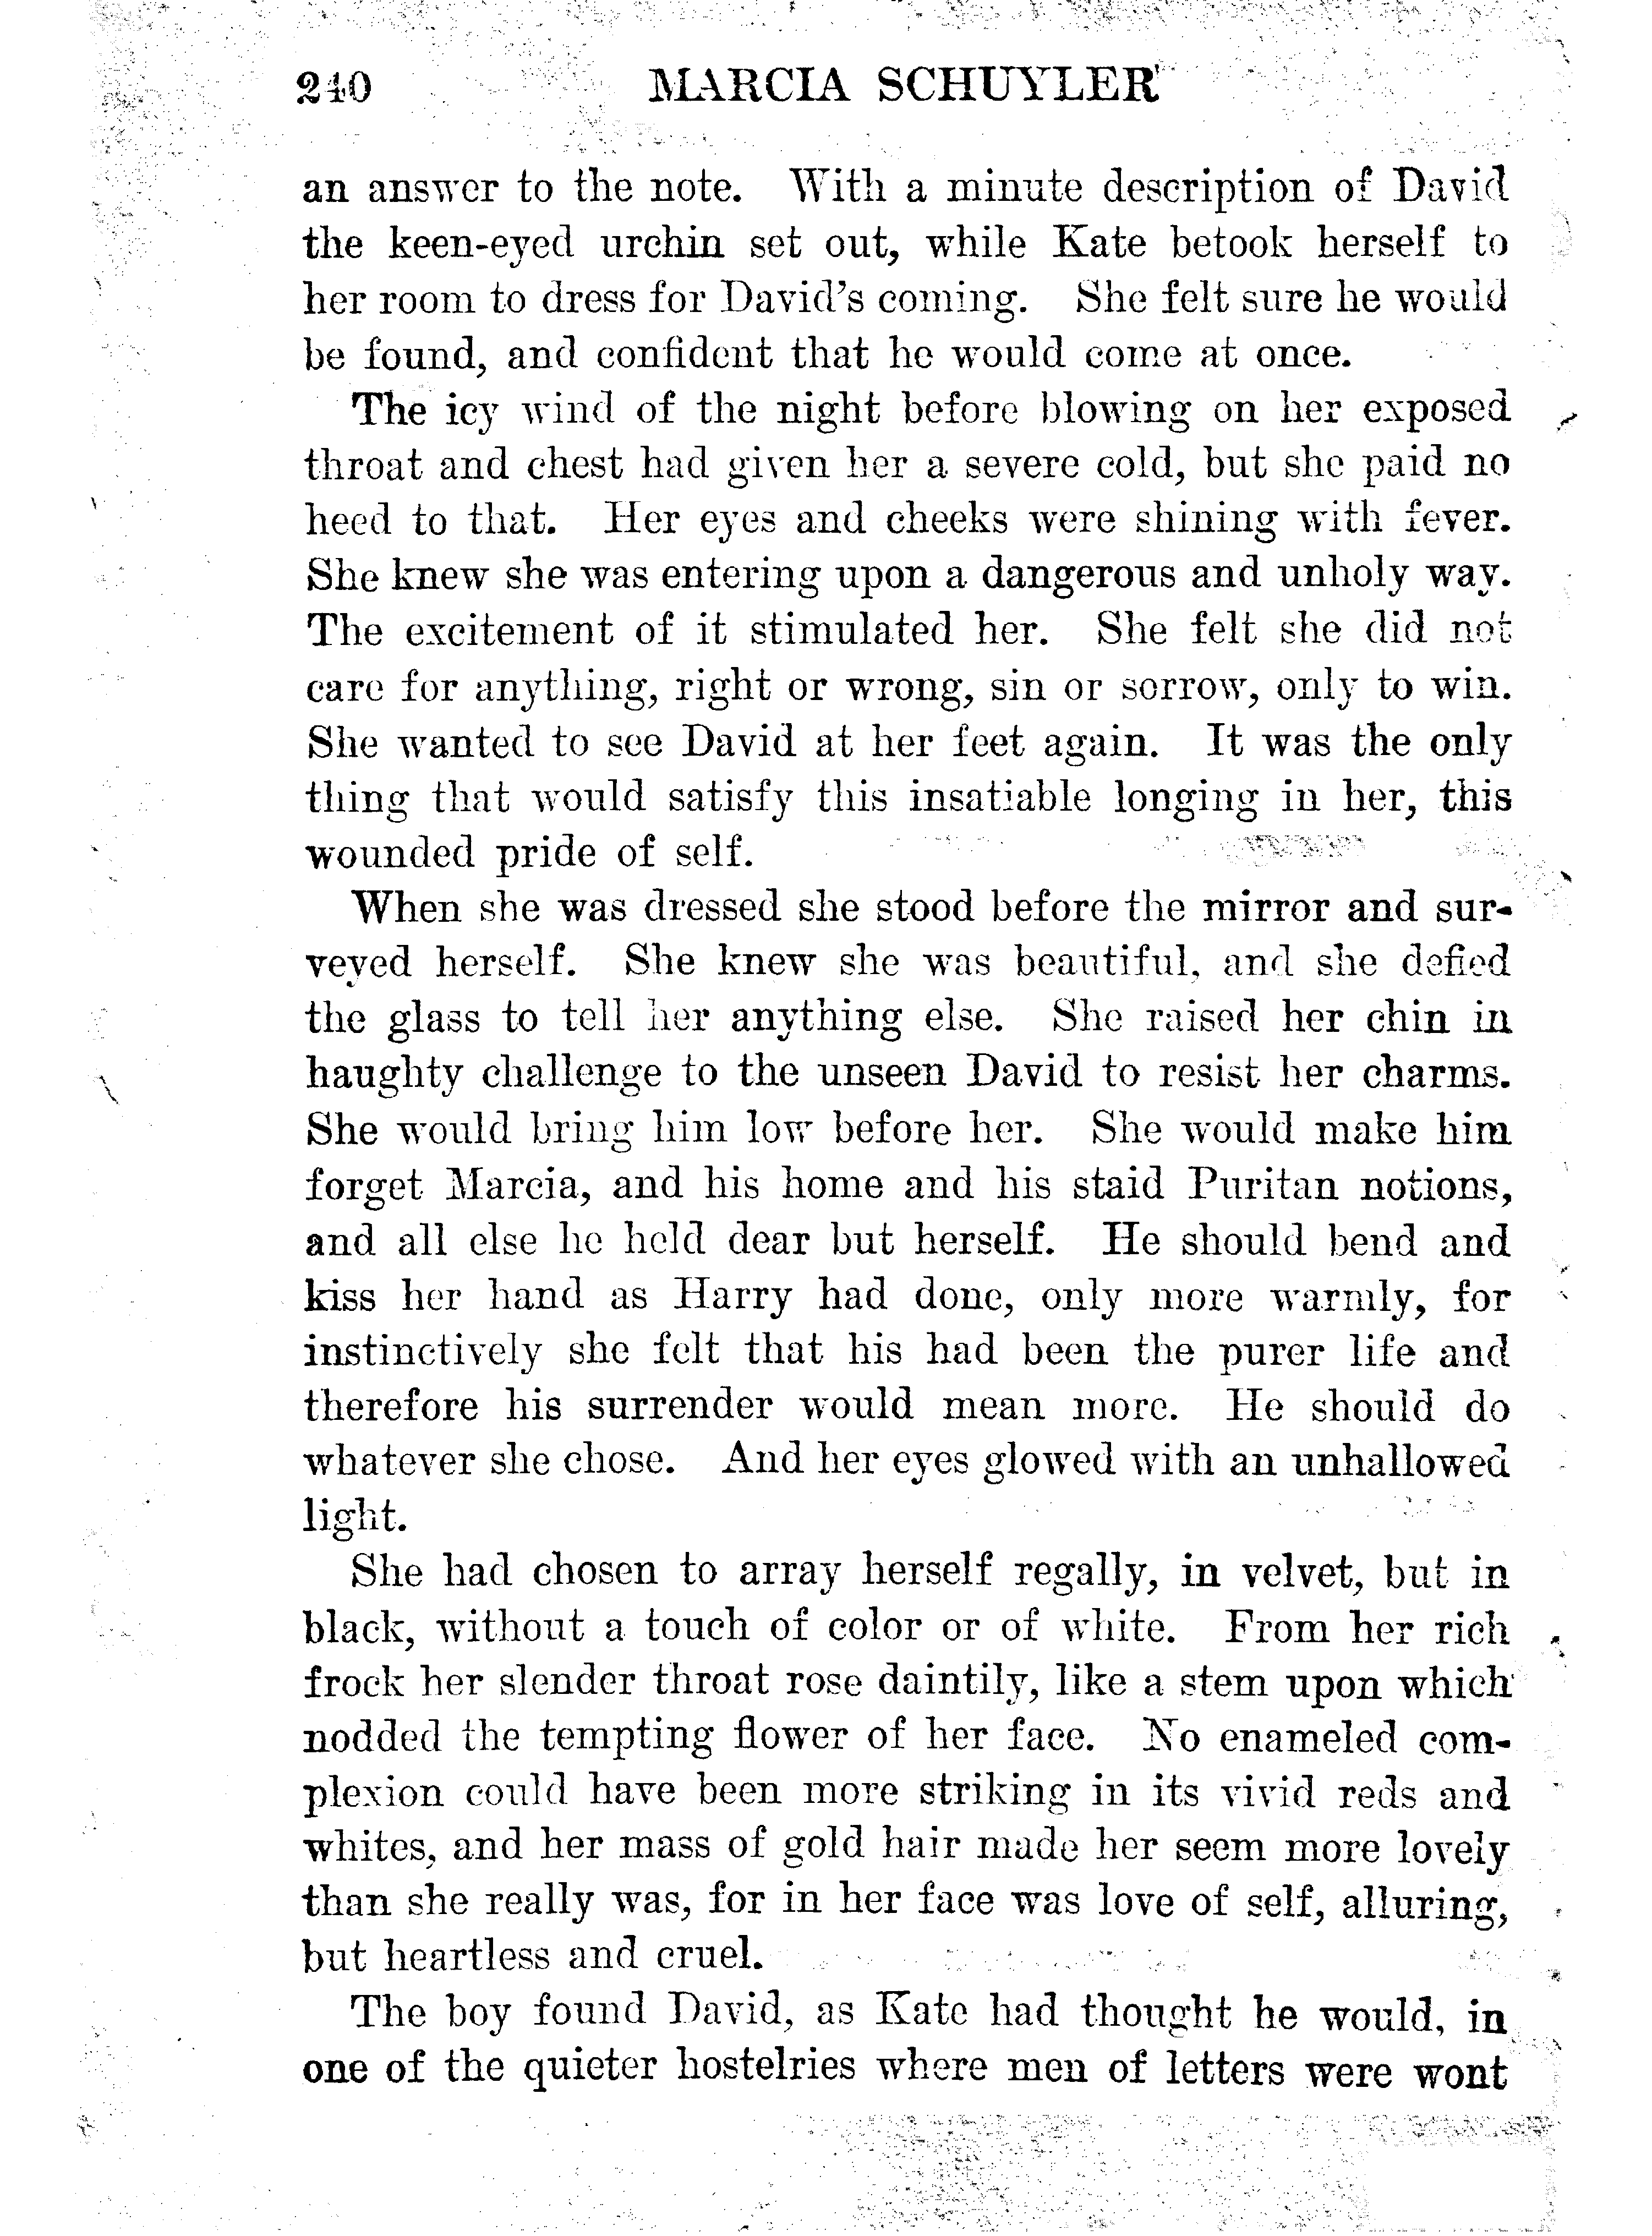 240 MARCIA SCHUYLER
an answer to the note. With a minute description of David
the keen-eyed urchin set out, while Kate betook herself to
her room to dress for David's coming. She felt sure he would
be found, and confident that he would come at once.
The icy wind of the night before blowing on her exposed
throat and chest had given her a severe cold, but she paid no
heed to that. Her eyes and cheeks were shining with fever.
She knew she was entering upon a dangerous and unholy way.
The excitement of it stimulated her. She felt she did not
care for anything, right or wrong, sin or sorrow, only to win.
She wanted to see David at her feet again. It was the only
thing that would satisfy this insatiable longing in her, this
wounded pride of self.
When she was dressed she stood before the mirror and sur-
veyed herself. She knew she was beautiful, and she defied
the glass to tell her anything else. She raised her chin in
haughty challenge to the unseen David to resist her charms.
She would bring him low before her. She would make him
forget Marcia, and his home and his staid Puritan notions,
and all else he held dear but herself. He should bend and
kiss her hand as Harry had done, only more warmly, for
instinctively she felt that his had been the purer life and
therefore his surrender would mean more. He should do
whatever she chose. And her eyes glowed with an unhallowed
light.
She had chosen to array herself regally, in velvet, but in
black, without a touch of color or of white. From her rich
frock her slender throat rose daintily, like a stem upon which
nodded the tempting flower of her face. No enameled com-
plexion could have been more striking in its vivid reds and
whites, and her mass of gold hair made her seem more lovely
than she really was, for in her face was love of self, alluring,
but heartless and cruel.
The boy found David, as Kate had thought he would, in
one of the quieter hostelries where men of letters were wont